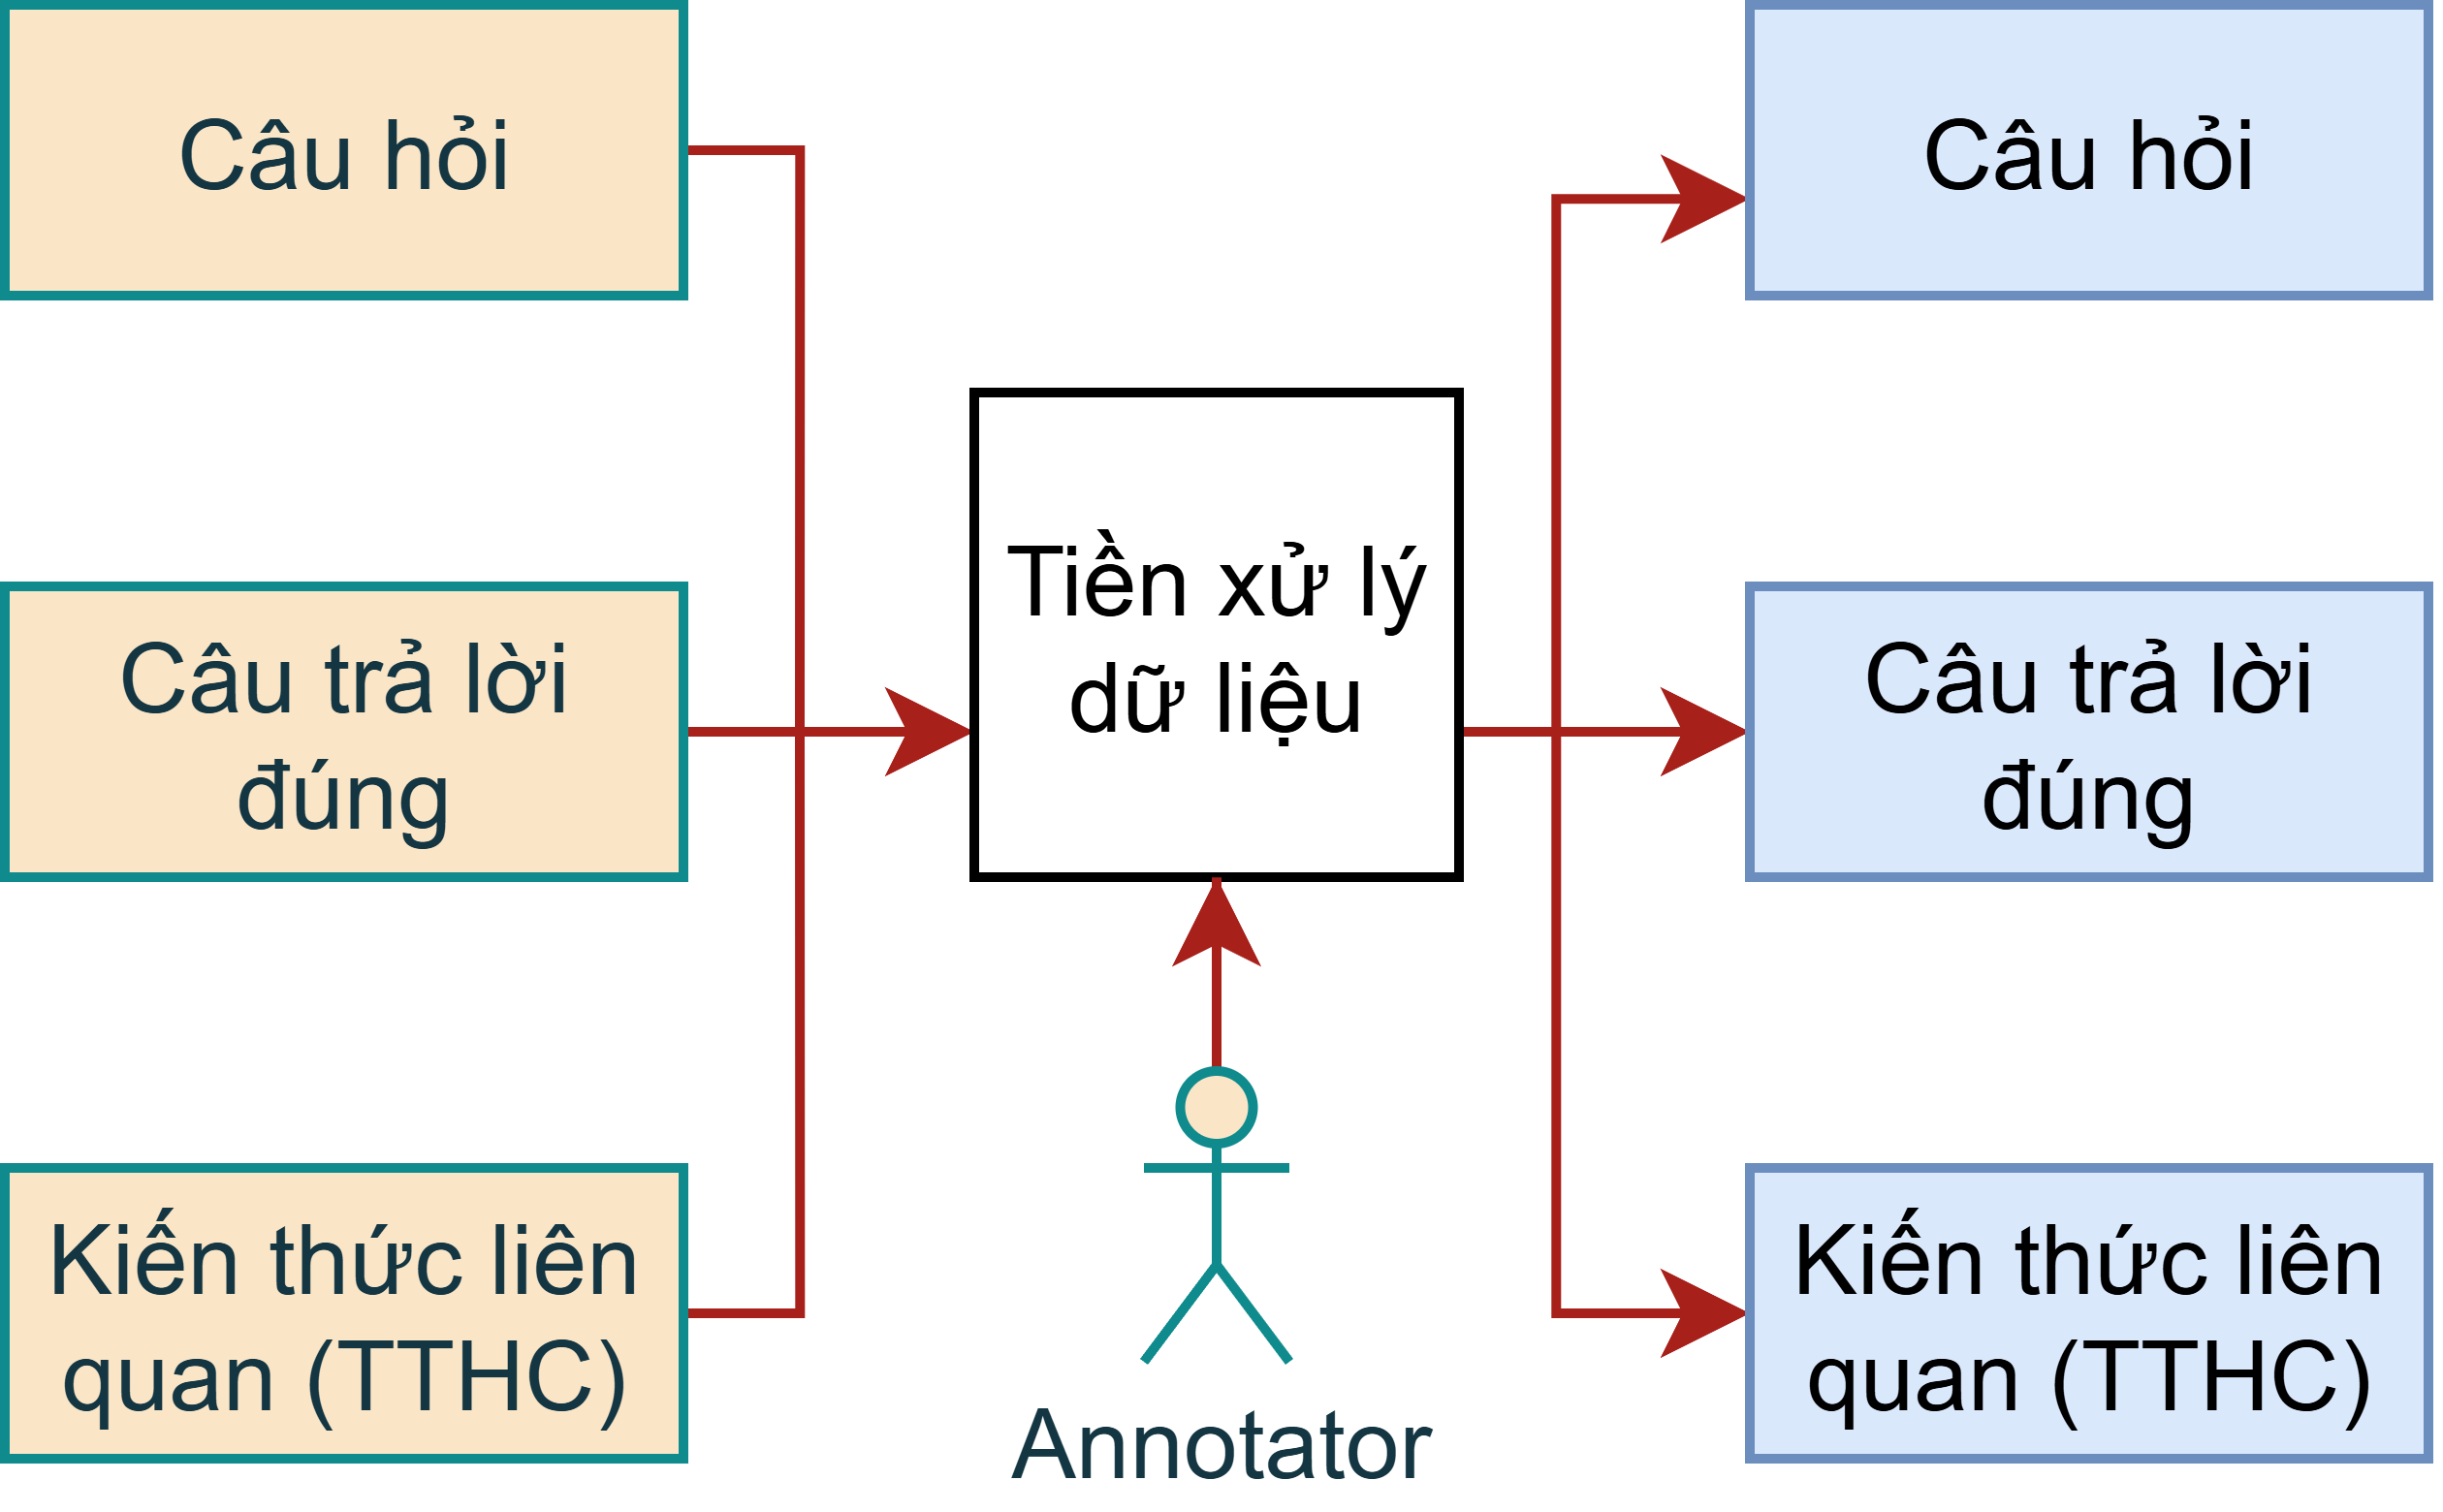 Câu hỏi
Câu trả lời
đúng
Kiến thức liên
quan (TTHC)
Tiền xử lý
dữ liệu
Annotator
Câu hỏi
Câu trả lời
đúng
Kiến thức liên
quan (TTHC)